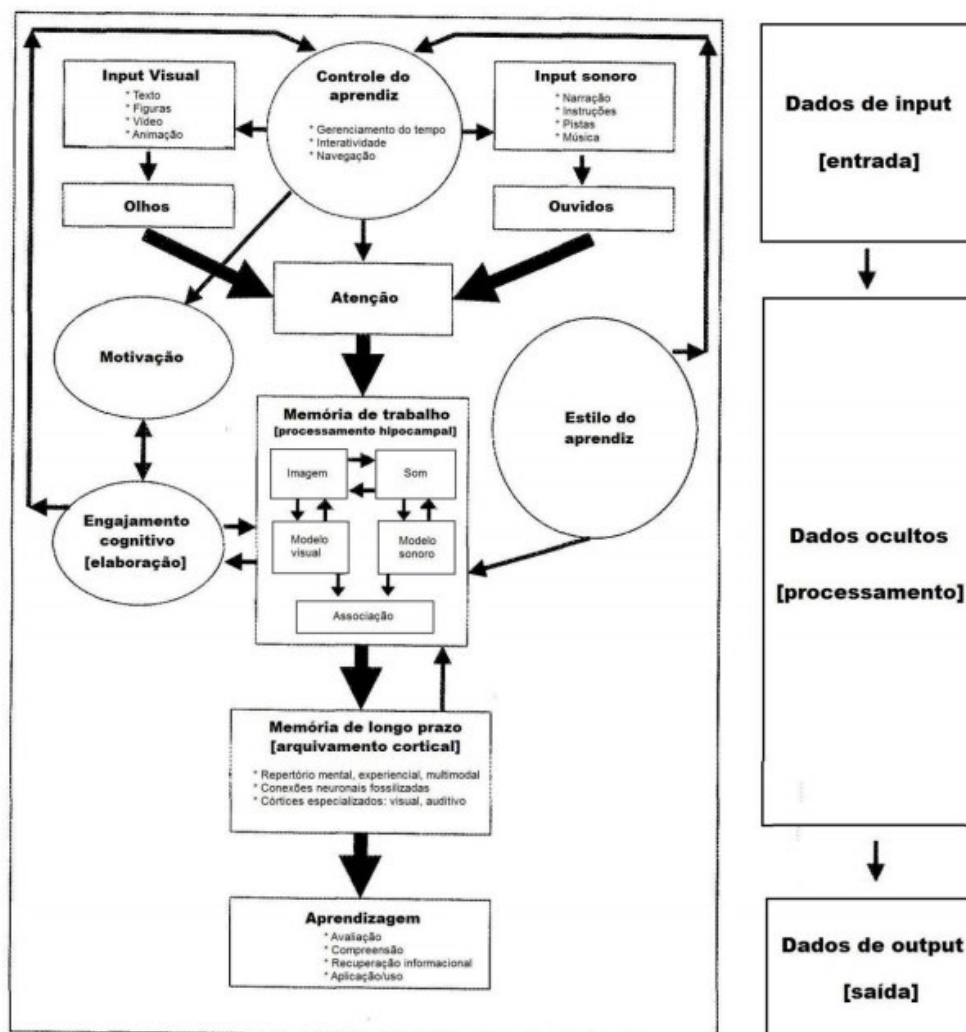 Input Visual
* Texto
* Figuras
* Vídeo
* Animação
Controle do
aprendiz
* Gerenciamento do tempo
* Interatividade
* Navegação
Input sonoro
* Narração
* Instruções
* Pistas
* Música
Olhos
Ouvidos
Atenção
Motivação
Memória de trabalho
[processamento hipocampal]
Imagem
Som
Modelo
visual
Modelo
sonoro
Associação
Estilo do
aprendiz
Engajamento
cognitivo
[elaboração]
Memória de longo prazo
[arquivamento cortical]
* Repertório mental, experiencial, multimodal
* Conexões neuronais fossilizadas
* Córtices especializados: visual, auditivo
Aprendizagem
* Avaliação
* Compreensão
* Recuperação informacional
* Aplicação/uso
Dados de input
[entrada]
Dados ocultos
[processamento]
Dados de output
[saída]